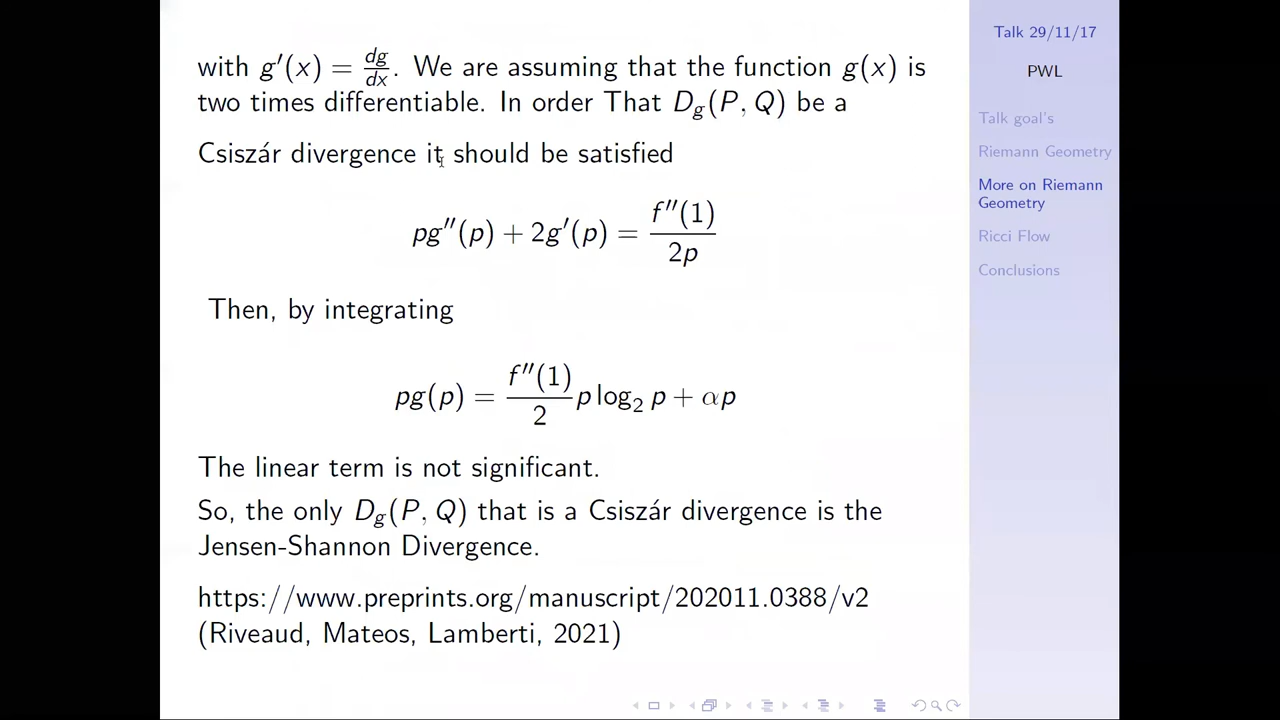 with g′(x) = dg/dx. We are assuming that the function g(x) is
two times differentiable. In order That D_g(P, Q) be a
Csiszár divergence it should be satisfied
pg″(p) + 2g′(p) = f″(1)/2p
Then, by integrating
pg(p) = f″(1)/2 p log₂ p + αp
The linear term is not significant.
So, the only D_g(P, Q) that is a Csiszár divergence is the
Jensen-Shannon Divergence.
https://www.preprints.org/manuscript/202011.0388/v2
(Riveaud, Mateos, Lamberti, 2021)
Talk 29/11/17
PWL
Talk goal's
Riemann Geometry
More on Riemann
Geometry
Ricci Flow
Conclusions